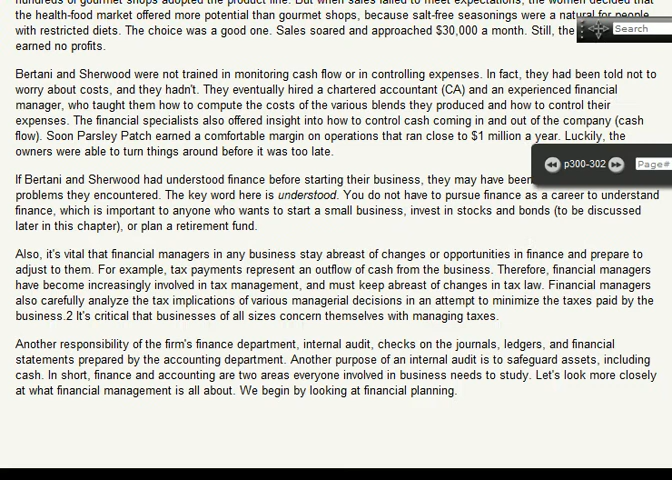 hundreds of gourmet shops adopted the product line. But when sales failed to meet expectations, the women decided that
the health-food market offered more potential than gourmet shops, because salt-free seasonings were a natural for people
with restricted diets. The choice was a good one. Sales soared and approached $30,000 a month. Still, the
earned no profits.
Search
Bertani and Sherwood were not trained in monitoring cash flow or in controlling expenses. In fact, they had been told not to
worry about costs, and they hadn't. They eventually hired a chartered accountant (CA) and an experienced financial
manager, who taught them how to compute the costs of the various blends they produced and how to control their
expenses. The financial specialists also offered insight into how to control cash coming in and out of the company (cash
flow). Soon Parsley Patch earned a comfortable margin on operations that ran close to $1 million a year. Luckily, the
owners were able to turn things around before it was too late.
p300-302 Page#
If Bertani and Sherwood had understood finance before starting their business, they may have been
problems they encountered. The key word here is understood. You do not have to pursue finance as a career to understand
finance, which is important to anyone who wants to start a small business, invest in stocks and bonds (to be discussed
later in this chapter), or plan a retirement fund.
Also, it's vital that financial managers in any business stay abreast of changes or opportunities in finance and prepare to
adjust to them. For example, tax payments represent an outflow of cash from the business. Therefore, financial managers
have become increasingly involved in tax management, and must keep abreast of changes in tax law. Financial managers
also carefully analyze the tax implications of various managerial decisions in an attempt to minimize the taxes paid by the
business.2 It's critical that businesses of all sizes concern themselves with managing taxes.
Another responsibility of the firm's finance department, internal audit, checks on the journals, ledgers, and financial
statements prepared by the accounting department. Another purpose of an internal audit is to safeguard assets, including
cash. In short, finance and accounting are two areas everyone involved in business needs to study. Let's look more closely
at what financial management is all about. We begin by looking at financial planning.